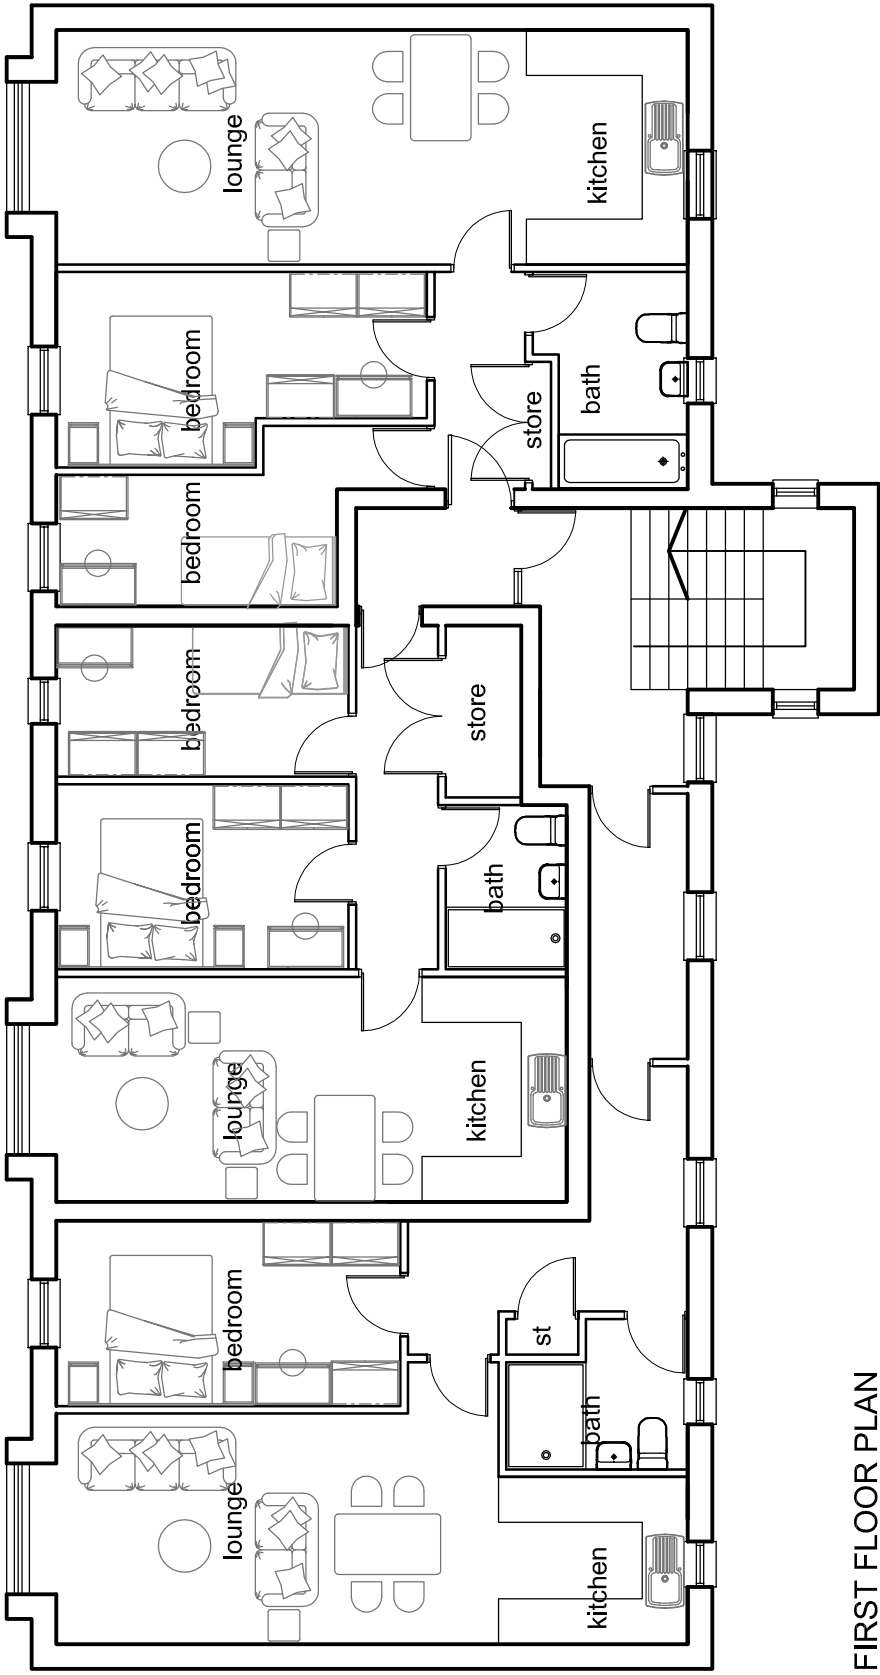 lounge
kitchen
bedroom
bath
store
bedroom
bedroom
store
bedroom
bath
lounge
kitchen
bedroom
st
bath
lounge
kitchen
FIRST FLOOR PLAN